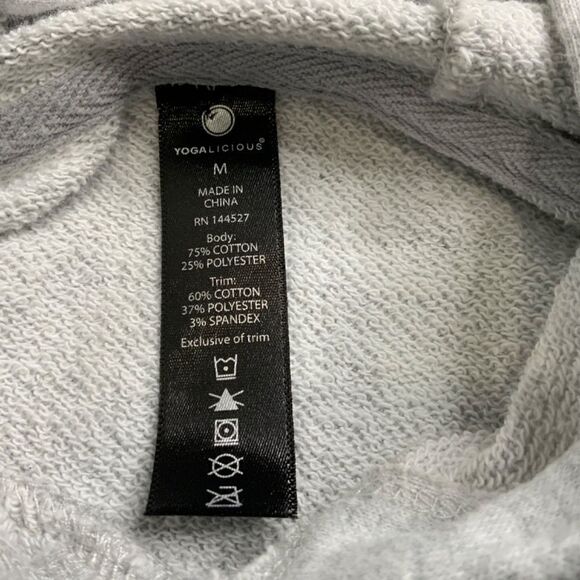 YOGALICIOUS®
M
MADE IN
CHINA
RN 144527
Body:
75% COTTON
25% POLYESTER
Trim:
60% COTTON
37% POLYESTER
3% SPANDEX
Exclusive of trim